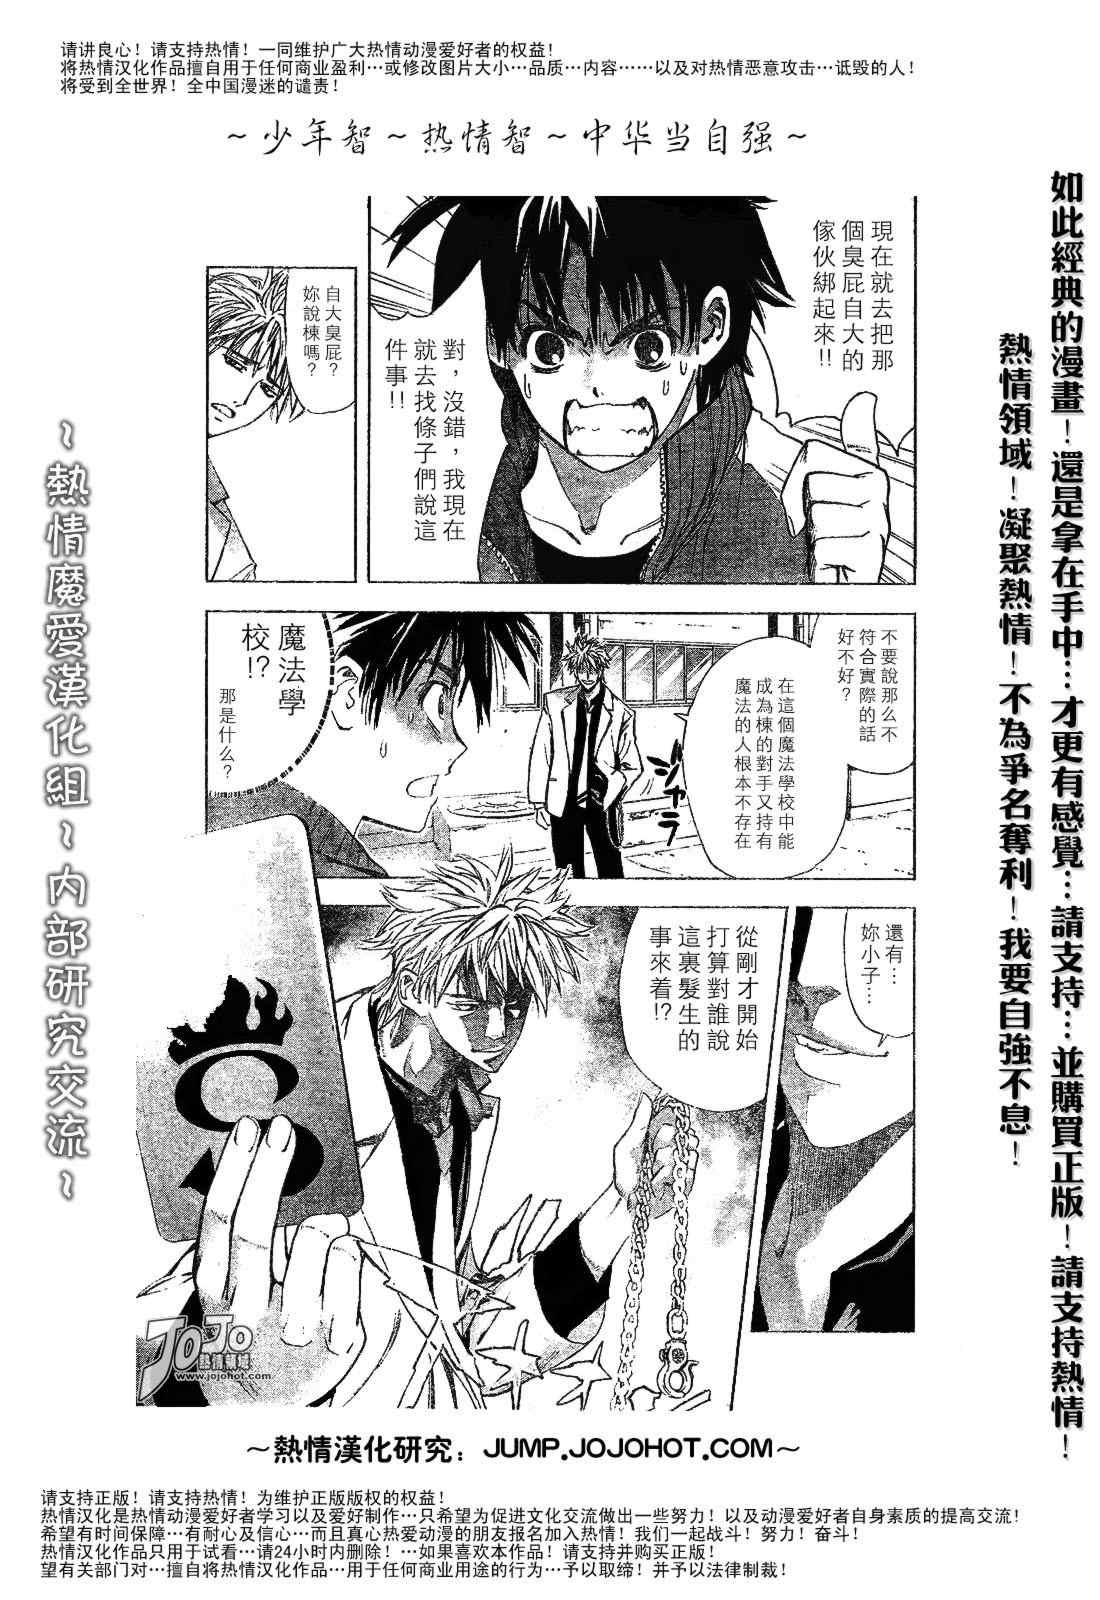 请讲良心！请支持热情！一同维护广大热情动漫爱好者的权益！
将热情汉化作品擅自用于任何商业盈利…或修改图片大小…品质…内容……以及对热情恶意攻击…诋毁的人！
将受到全世界！全中国漫迷的谴责！
～少年智～热情智～中华当自强～
如此經典的漫畫！還是拿在手中…才更有感覺…請支持…並購買正版！請支持熱情！
熱情領域！凝聚熱情！不為爭名奪利！我要自強不息！
現在就去把那
個臭屁自大的
傢伙綁起來!!
對，沒錯，我現在
就去找條子們說這
件事!!
自大臭屁?
妳說棟嗎?
不要說那么不
符合實際的話
好不好?
在這個魔法學校中能
成為棟的對手又持有
魔法的人根本不存在
ジャラ
魔法學
校!?
那是什么?
還有…
妳小子…
從剛才開始
打算對誰說
這裏髮生的
事來着!?
～熱情魔愛漢化組～内部研究交流～
JOJO
熱情領域
www.jojohot.com
～熱情漢化研究：JUMP.JOJOHOT.COM～
请支持正版！请支持热情！为维护正版版权的权益！
热情汉化是热情动漫爱好者学习以及爱好制作…只希望为促进文化交流做出一些努力！以及动漫爱好者自身素质的提高交流！
希望有时间保障…有耐心及信心…而且真心热爱动漫的朋友报名加入热情！我们一起战斗！努力！奋斗！
热情汉化作品只用于试看…请24小时内删除！…如果喜欢本作品！请支持并购买正版！
望有关部门对…擅自将热情汉化作品…用于任何商业用途的行为…予以取缔！并予以法律制裁！